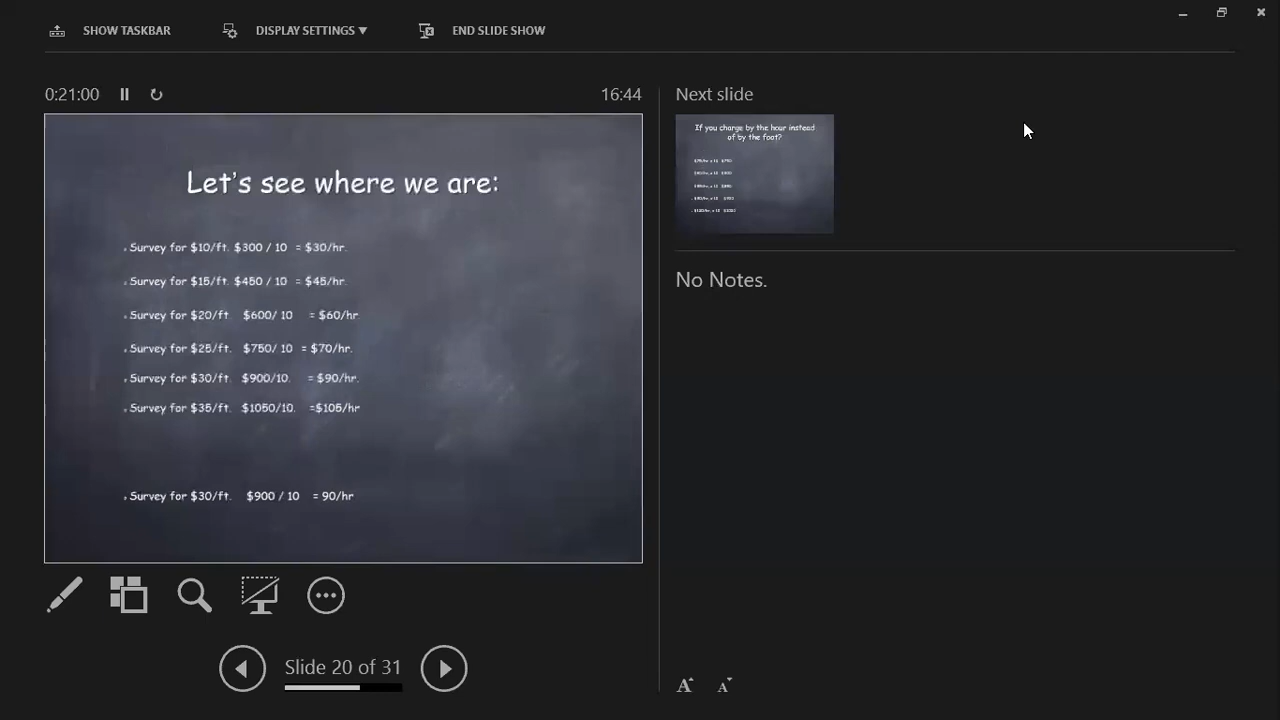 SHOW TASKBAR
DISPLAY SETTINGS ▼
END SLIDE SHOW
0:21:00
16:44
Let's see where we are:
Survey for $10/ft. $300 / 10 = $30/hr.
Survey for $15/ft. $450 / 10 = $45/hr.
Survey for $20/ft. $600/ 10 = $60/hr.
Survey for $25/ft. $750/ 10 = $70/hr.
Survey for $30/ft. $900/10. = $90/hr.
Survey for $35/ft. $1050/10. =$105/hr
Survey for $30/ft. $900 / 10 = 90/hr
Slide 20 of 31
Next slide
If you charge by the hour instead
of by the foot?
No Notes.
A A